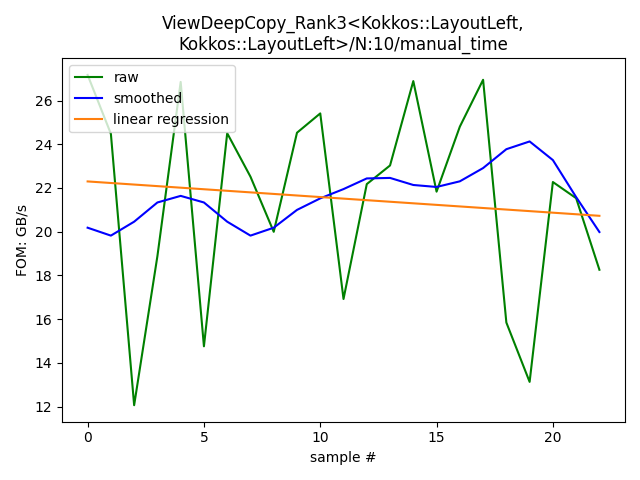 ViewDeepCopy_Rank3<Kokkos::LayoutLeft,
Kokkos::LayoutLeft>/N:10/manual_time
raw
smoothed
linear regression
FOM: GB/s
26
24
22
20
18
16
14
12
0
5
10
15
20
sample #